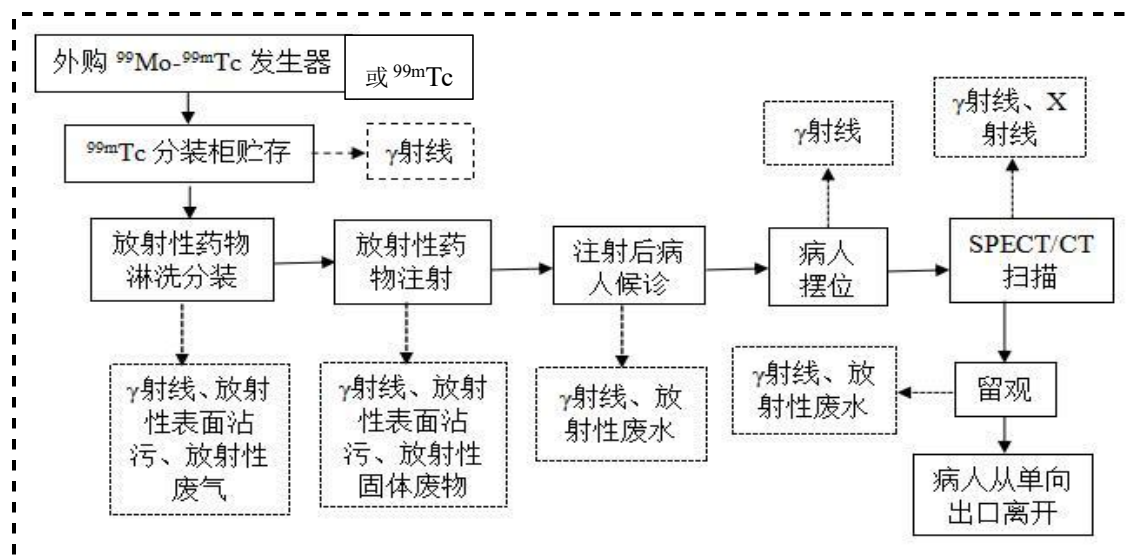 外购 ⁹⁹Mo-⁹⁹ᵐTc 发生器
或 ⁹⁹ᵐTc
⁹⁹ᵐTc 分装柜贮存
γ射线
γ射线
γ射线、X
射线
放射性药物
淋洗分装
放射性药
物注射
注射后病
人候诊
病人
摆位
SPECT/CT
扫描
γ射线、放射
性表面沾
污、放射性
废气
γ射线、放射
性表面沾
污、放射性
固体废物
γ射线、放
射性废水
γ射线、放
射性废水
留观
病人从单向
出口离开